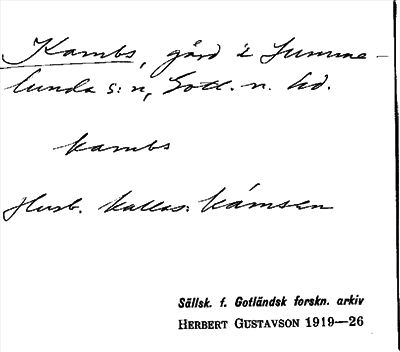 Kambs, gård i Lumme-
lunda s:n, Gotl. n. hd.
kambs
Husb. kallas: kámsen
Sällsk. f. Gotländsk forskn. arkiv
HERBERT GUSTAVSON 1919—26